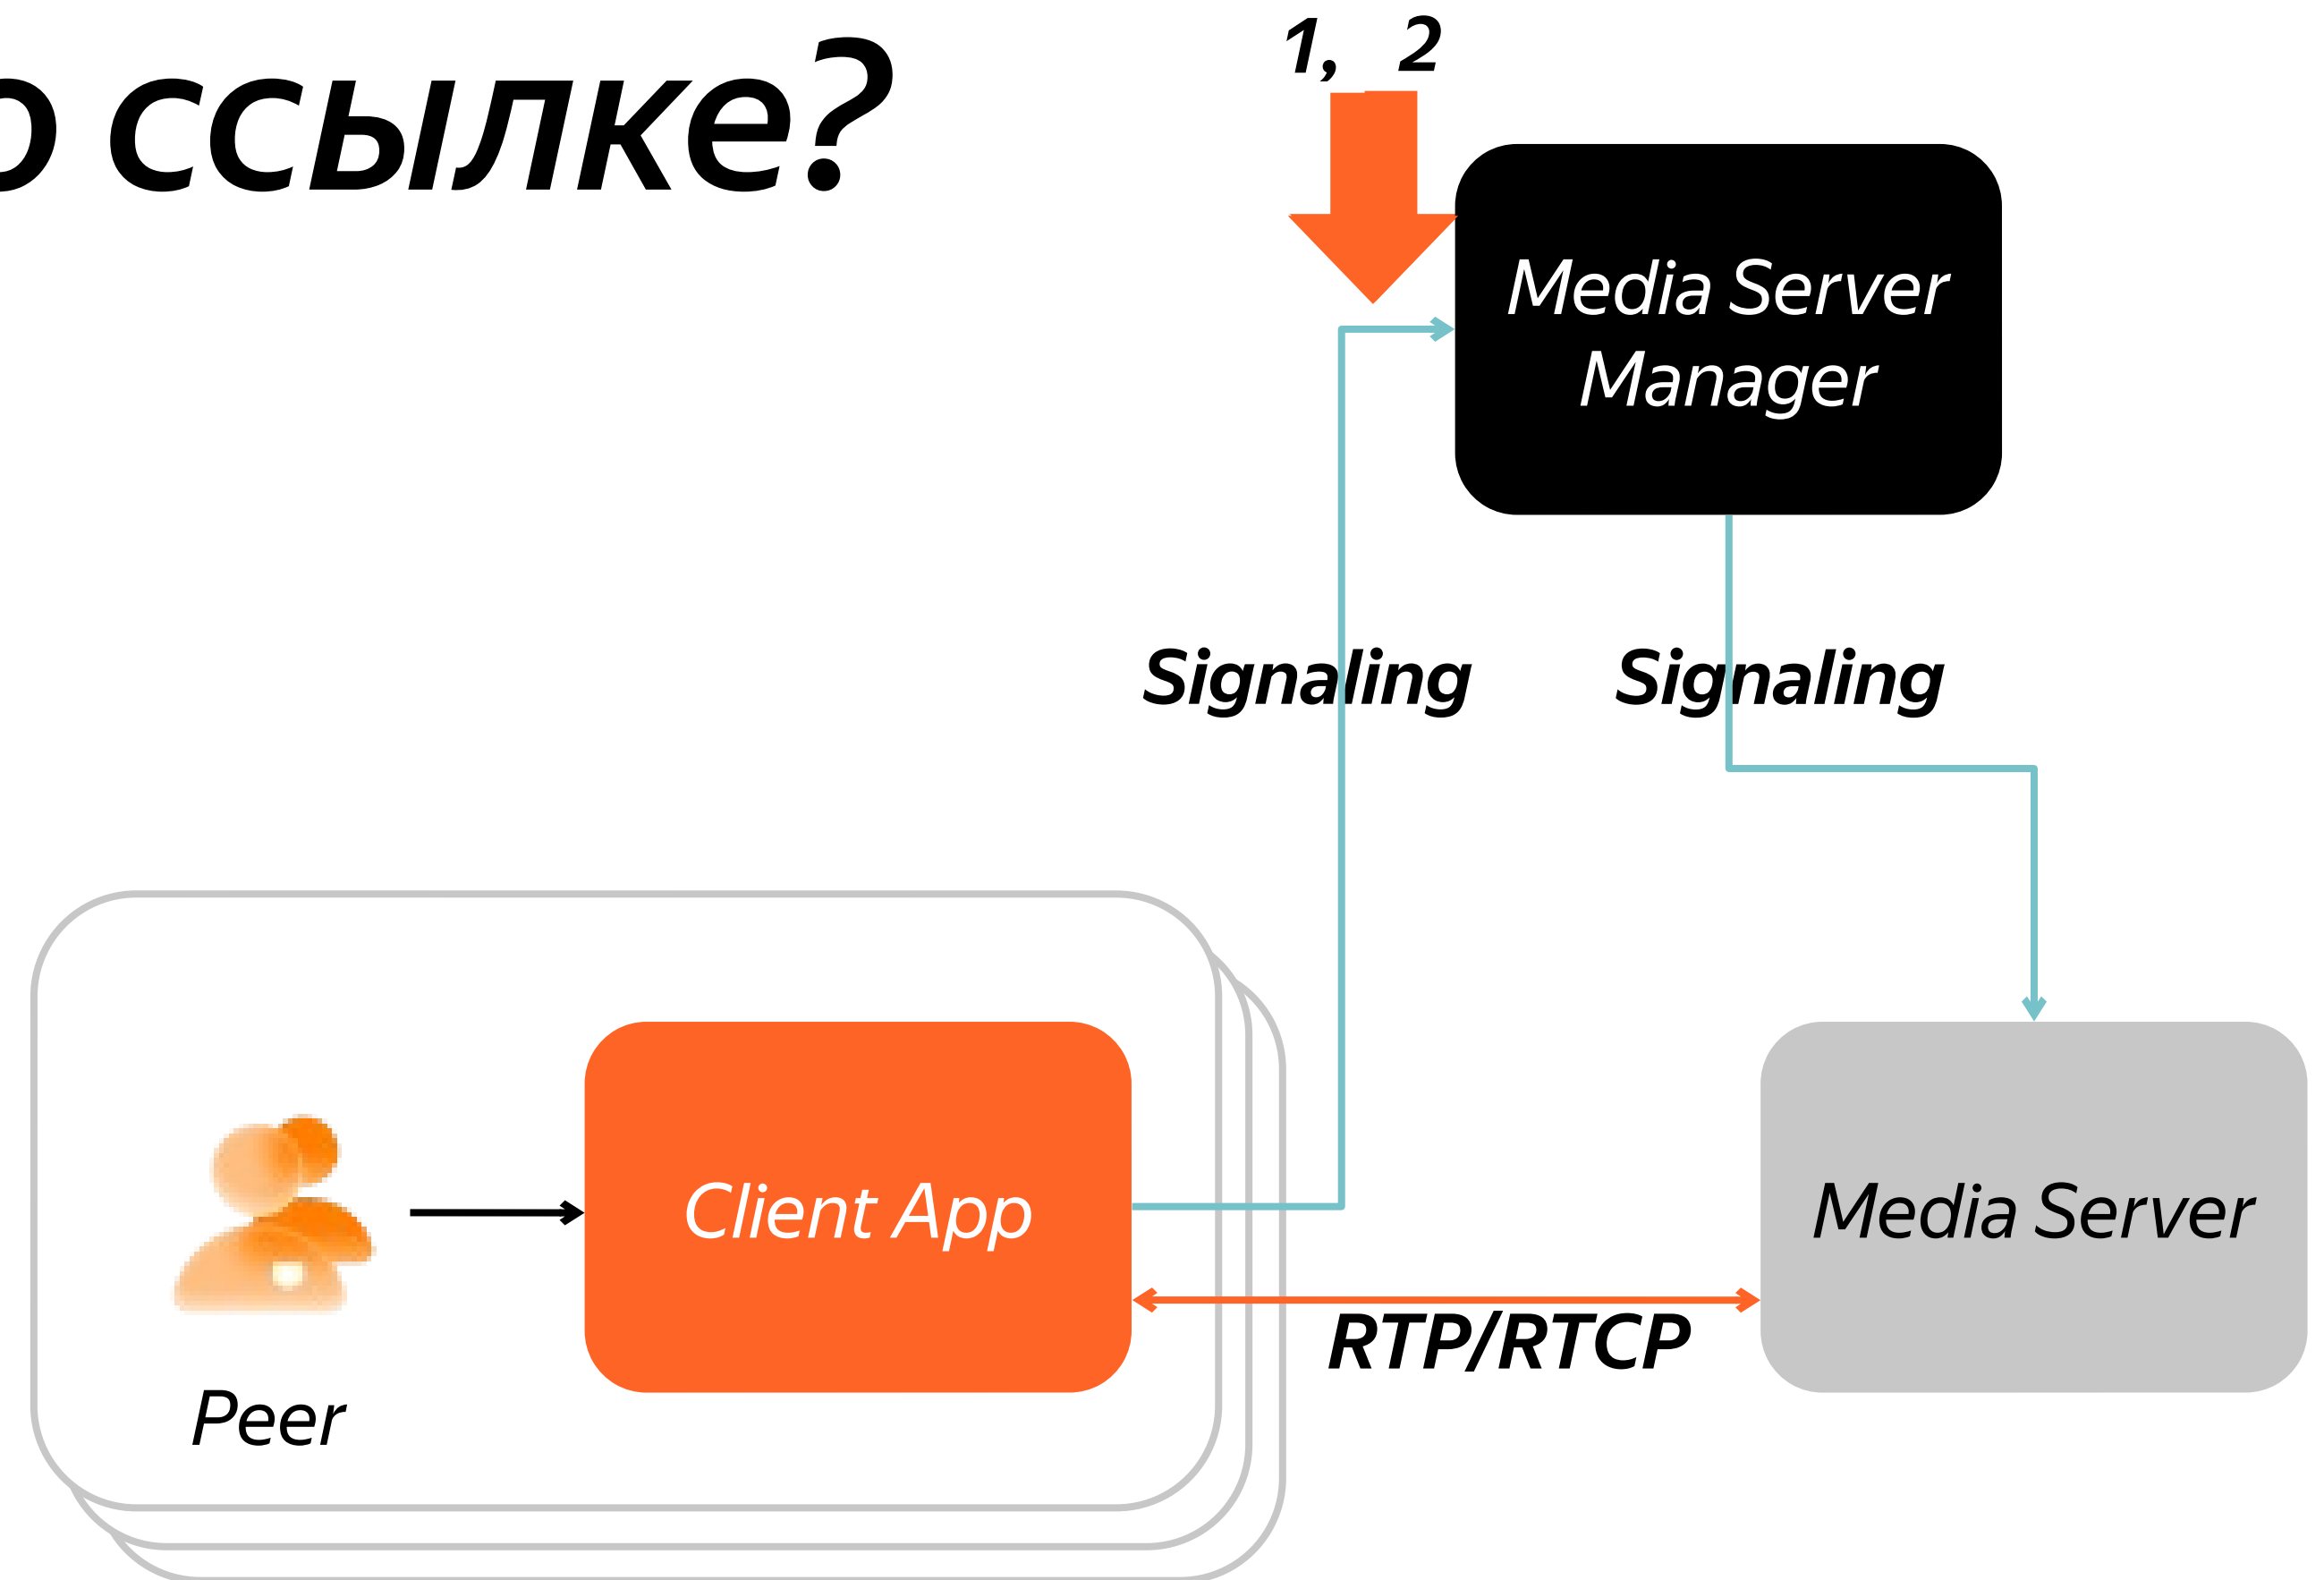 о ссылке?
1, 2
Media Server
Manager
Signaling
Signaling
Client App
Media Server
RTP/RTCP
Peer